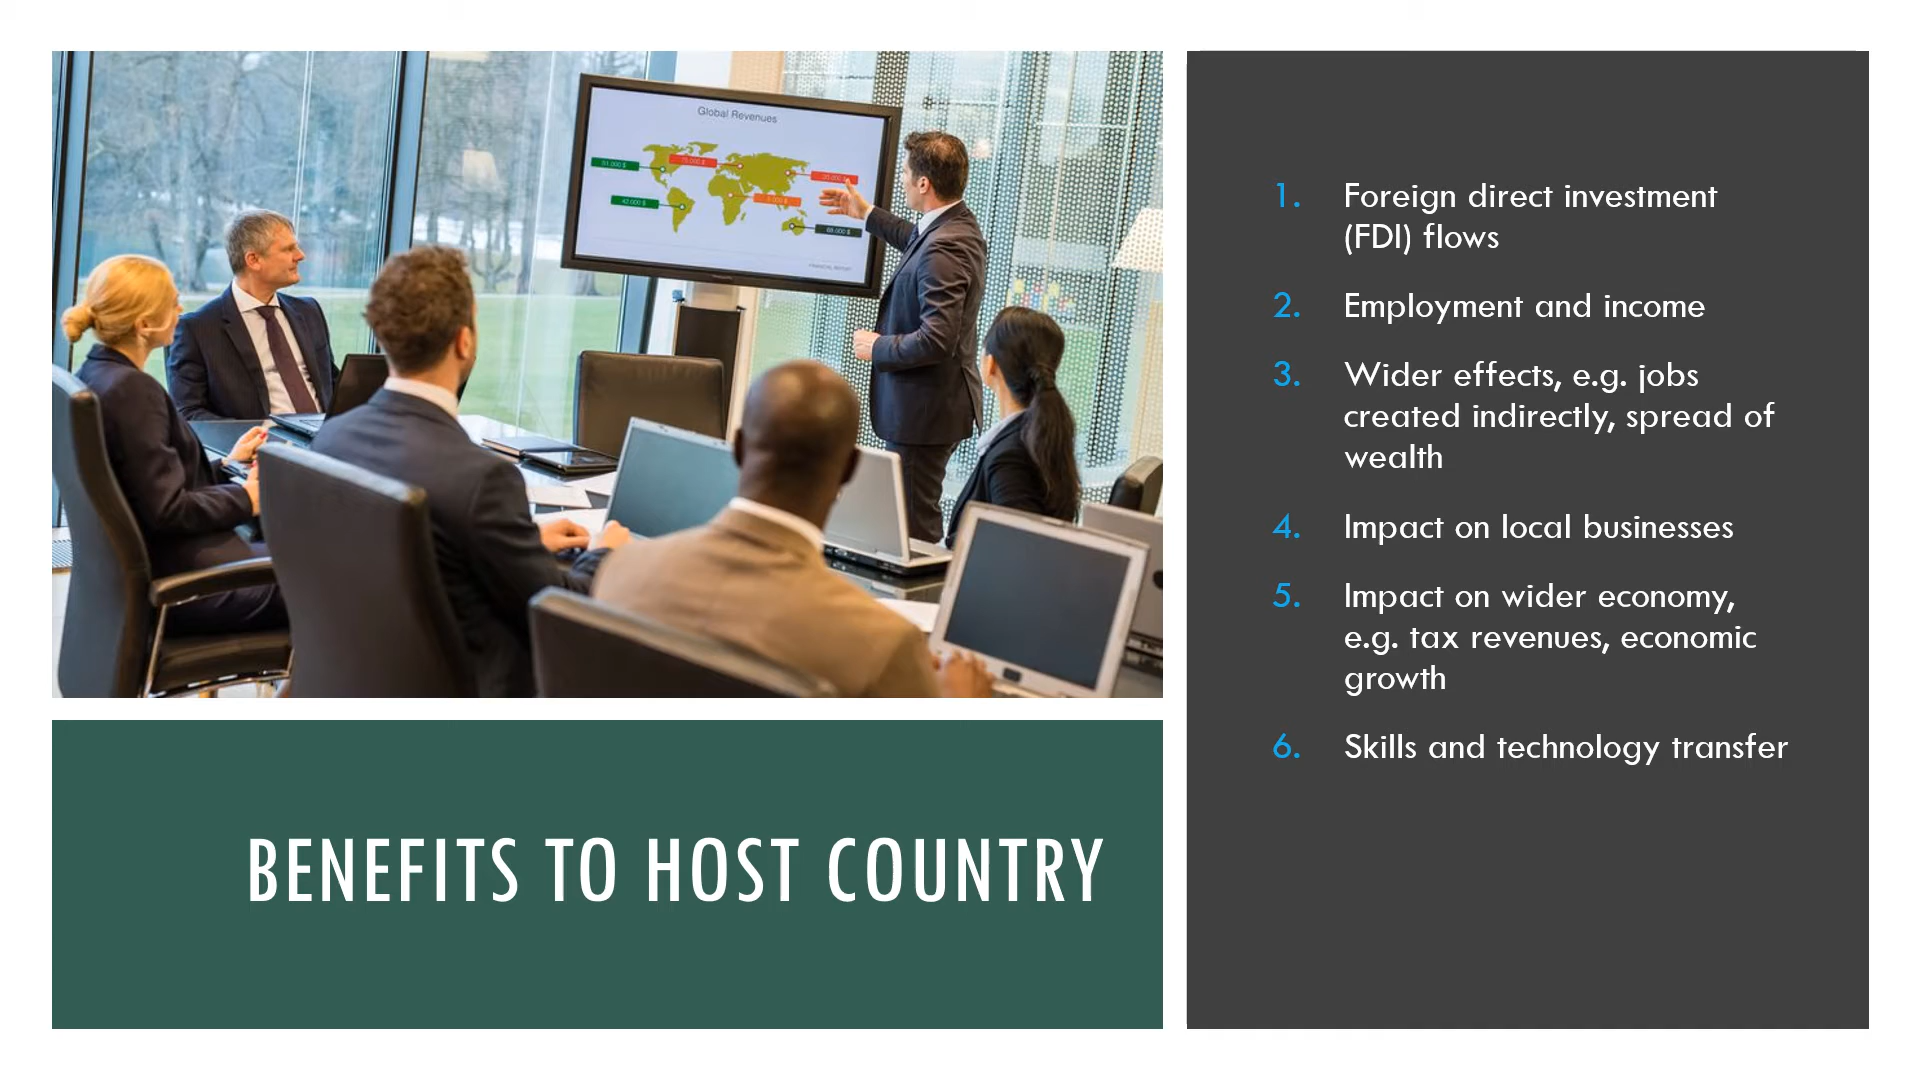 Global Revenues
BENEFITS TO HOST COUNTRY
1. Foreign direct investment
(FDI) flows
2. Employment and income
3. Wider effects, e.g. jobs
created indirectly, spread of
wealth
4. Impact on local businesses
5. Impact on wider economy,
e.g. tax revenues, economic
growth
6. Skills and technology transfer